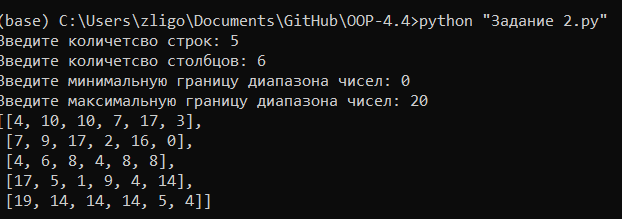 (base) C:\Users\zligo\Documents\GitHub\OOP-4.4>python "Задание 2.py"
Введите количетсво строк: 5
Введите количетсво столбцов: 6
Введите минимальную границу диапазона чисел: 0
Введите максимальную границу диапазона чисел: 20
[[4, 10, 10, 7, 17, 3],
[7, 9, 17, 2, 16, 0],
[4, 6, 8, 4, 8, 8],
[17, 5, 1, 9, 4, 14],
[19, 14, 14, 14, 5, 4]]